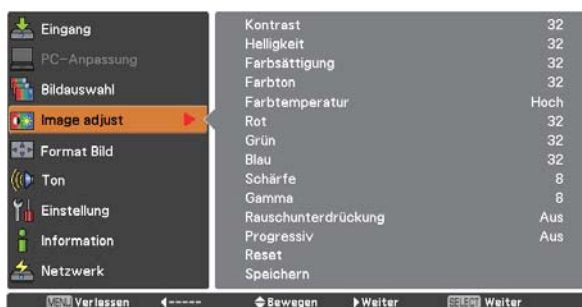 Eingang
PC-Anpassung
Bildauswahl
Image adjust
Format Bild
Ton
Einstellung
Information
Netzwerk
Kontrast 32
Helligkeit 32
Farbsättigung 32
Farbton 32
Farbtemperatur Hoch
Rot 32
Grün 32
Blau 32
Schärfe 8
Gamma 8
Rauschunterdrückung Aus
Progressiv Aus
Reset
Speichern
MENU Verlassen ◀----- Bewegen ▶Weiter SELECT Weiter